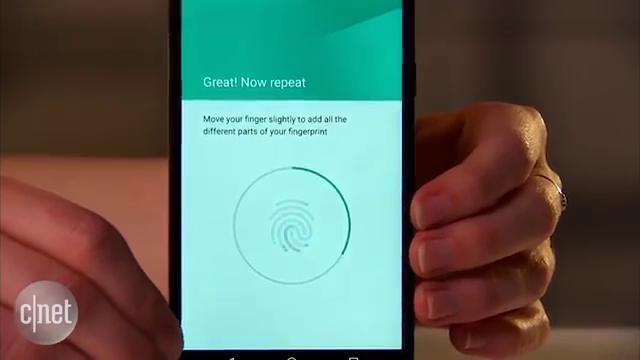 Great! Now repeat
Move your finger slightly to add all the
different parts of your fingerprint
c|net